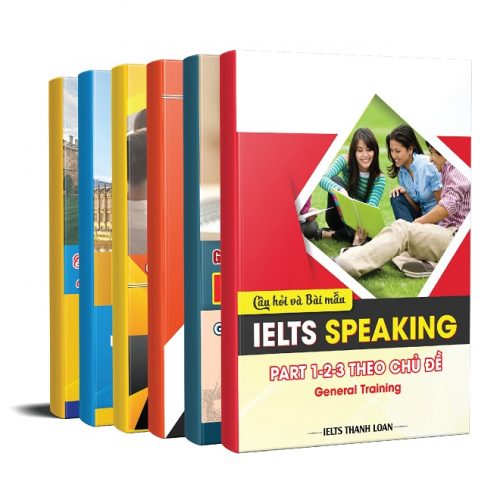 Câu hỏi và Bài mẫu
IELTS SPEAKING
PART 1-2-3 THEO CHỦ ĐỀ
General Training
IELTS THANH LOAN